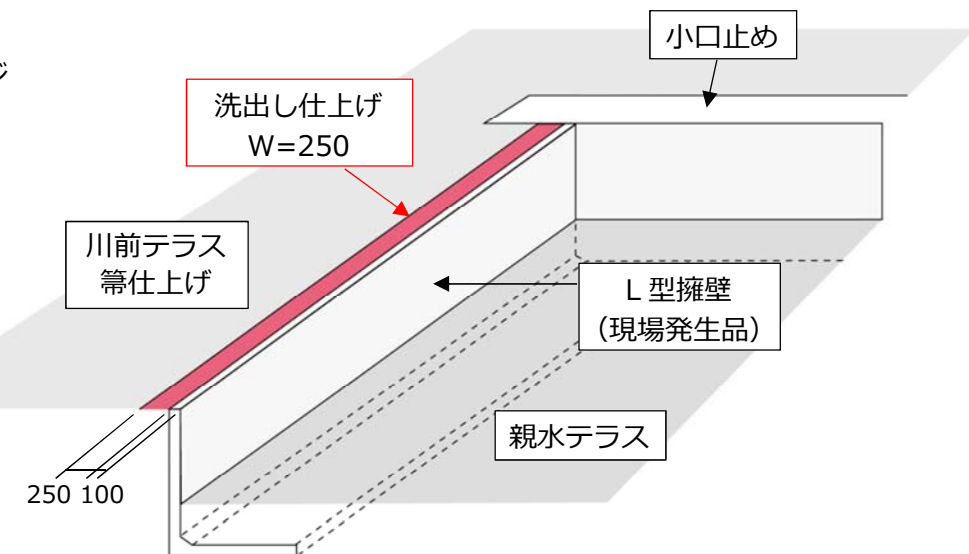 ジ
小口止め
洗出し仕上げ
W=250
川前テラス
箒仕上げ
L 型擁壁
（現場発生品）
親水テラス
250 100